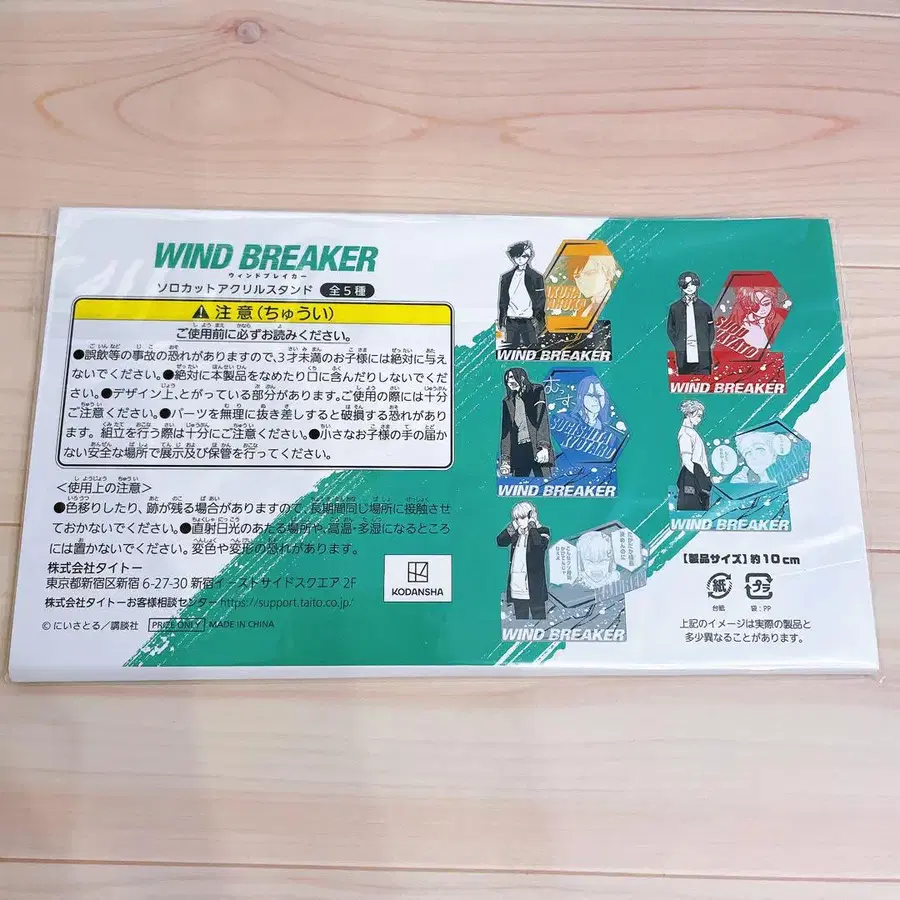 WIND BREAKER
ウィンドブレイカー
ソロカットアクリルスタンド 全5種
注意(ちゅうい)
ご使用前に必ずお読みください。
●誤飲等の事故の恐れがありますので、3才未満のお子様には絶対に与え
ないでください。●絶対に本製品をなめたり口に含んだりしないでくだ
さい。●デザイン上、とがっている部分があります。ご使用の際には十分
ご注意ください。●パーツを無理に抜き差しすると破損する恐れがあり
ます。組立を行う際は十分にご注意ください。●小さなお子様の手の届か
ない安全な場所で展示及び保管を行ってください。
<使用上の注意>
●色移りしたり、跡が残る場合がありますので、長期間同じ場所に接触させ
ておかないでください。●直射日光のあたる場所や、高温・多湿になるところ
には置かないでください。変色や変形の恐れがあります。
株式会社タイトー
東京都新宿区新宿 6-27-30 新宿イーストサイドスクエア 2F
株式会社タイトーお客様相談センター https://support.taito.co.jp/
©にいさとる/講談社 PRIZE ONLY MADE IN CHINA
KODANSHA
WIND BREAKER
WIND BREAKER
むすっ
WIND BREAKER
WIND BREAKER
WIND BREAKER
【製品サイズ】約10cm
紙 プラ
台紙 袋:PP
上記のイメージは実際の製品と
多少異なることがあります。